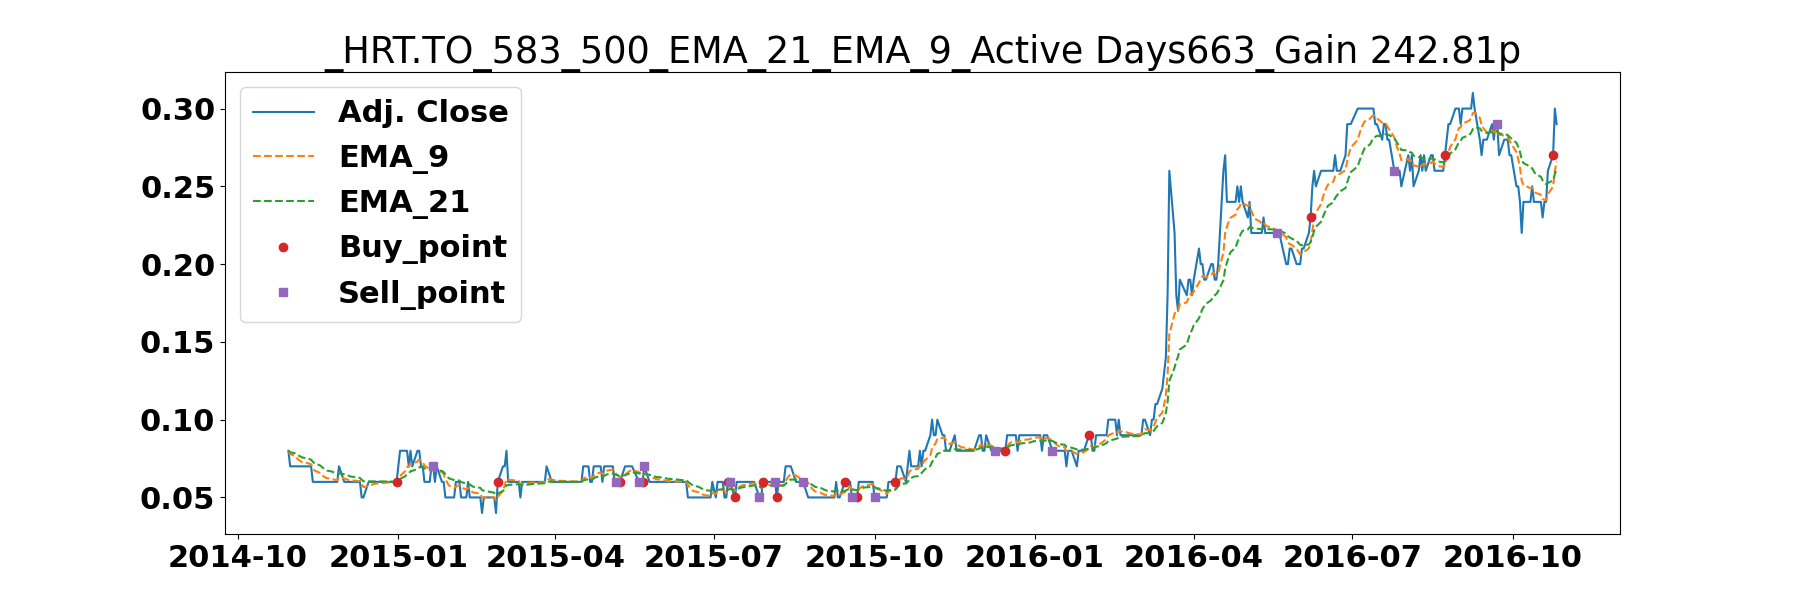 _HRT.TO_583_500_EMA_21_EMA_9_Active Days663_Gain 242.81p
0.30
0.25
0.20
0.15
0.10
0.05
Adj. Close
EMA_9
EMA_21
Buy_point
Sell_point
2014-10 2015-01 2015-04 2015-07 2015-10 2016-01 2016-04 2016-07 2016-10